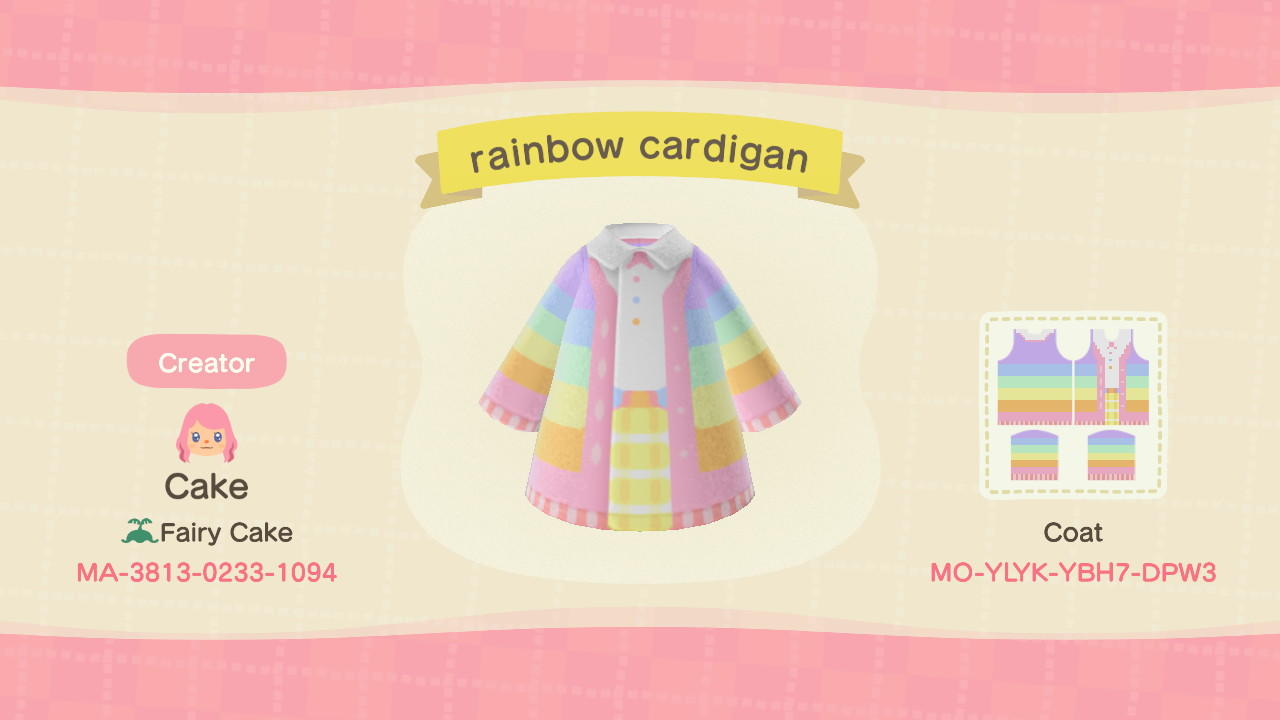 rainbow cardigan
Creator
Cake
Fairy Cake
MA-3813-0233-1094
Coat
MO-YLYK-YBH7-DPW3